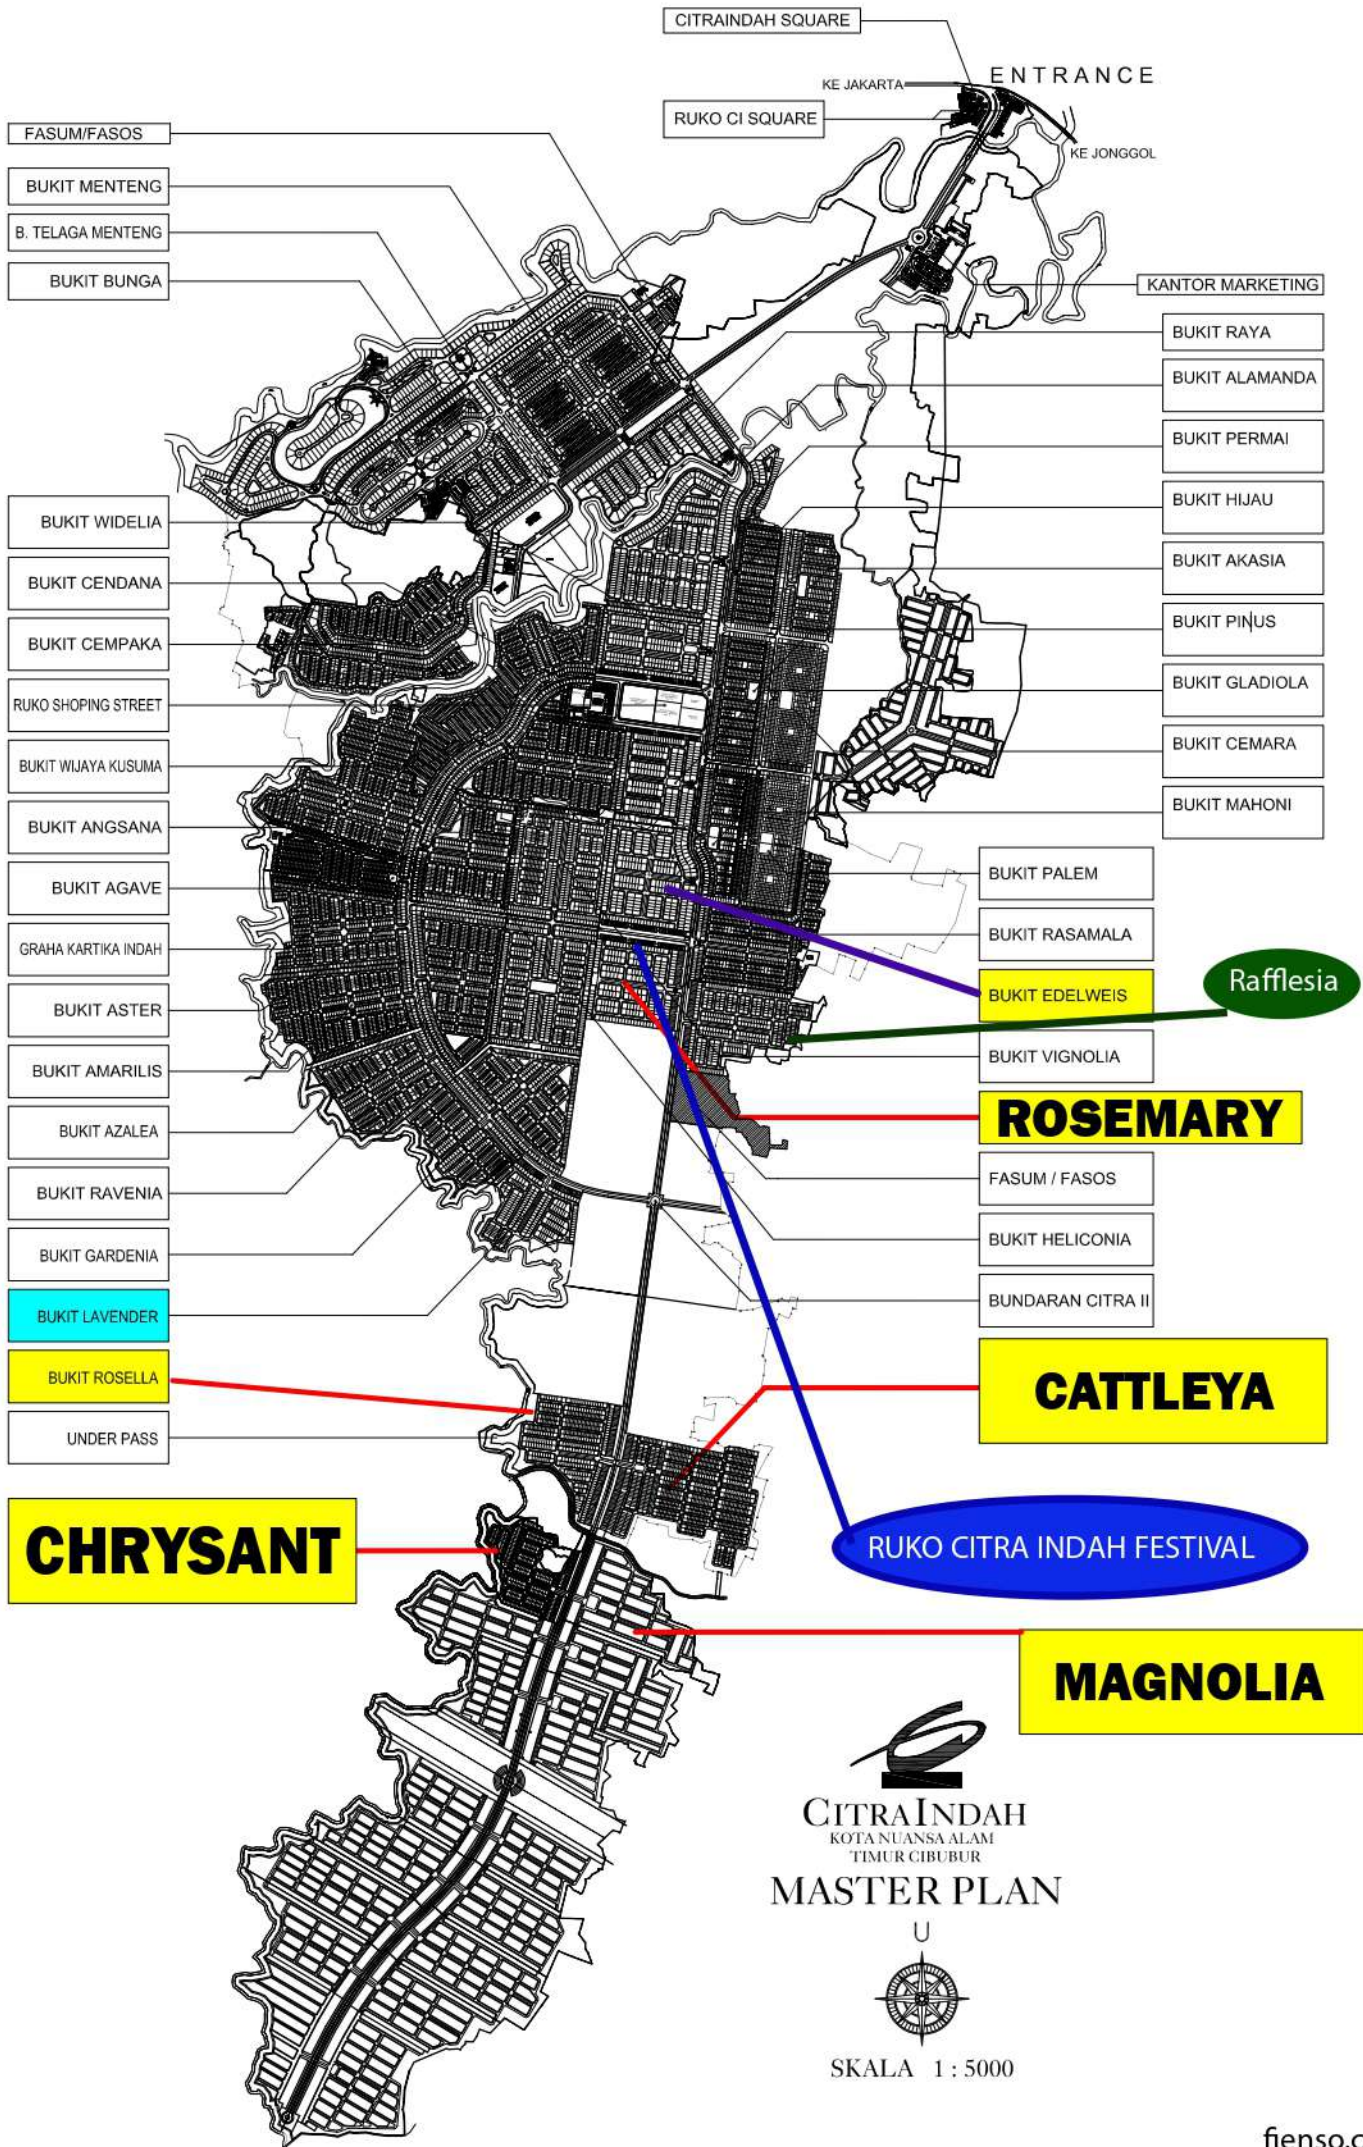 CITRAINDAH SQUARE
ENTRANCE
KE JAKARTA
RUKO CI SQUARE
KE JONGGOL
FASUM/FASOS
BUKIT MENTENG
B. TELAGA MENTENG
BUKIT BUNGA
KANTOR MARKETING
BUKIT RAYA
BUKIT ALAMANDA
BUKIT PERMAI
BUKIT HIJAU
BUKIT AKASIA
BUKIT PINUS
BUKIT GLADIOLA
BUKIT CEMARA
BUKIT MAHONI
BUKIT WIDELIA
BUKIT CENDANA
BUKIT CEMPAKA
RUKO SHOPING STREET
BUKIT WIJAYA KUSUMA
BUKIT ANGSANA
BUKIT AGAVE
GRAHA KARTIKA INDAH
BUKIT ASTER
BUKIT AMARILIS
BUKIT AZALEA
BUKIT RAVENIA
BUKIT GARDENIA
BUKIT LAVENDER
BUKIT ROSELLA
UNDER PASS
CHRYSANT
BUKIT PALEM
BUKIT RASAMALA
BUKIT EDELWEIS
Rafflesia
BUKIT VIGNOLIA
ROSEMARY
FASUM / FASOS
BUKIT HELICONIA
BUNDARAN CITRA II
CATTLEYA
RUKO CITRA INDAH FESTIVAL
MAGNOLIA
CITRAINDAH
KOTA NUANSA ALAM
TIMUR CIBUBUR
MASTER PLAN
U
SKALA 1 : 5000
fienso.c